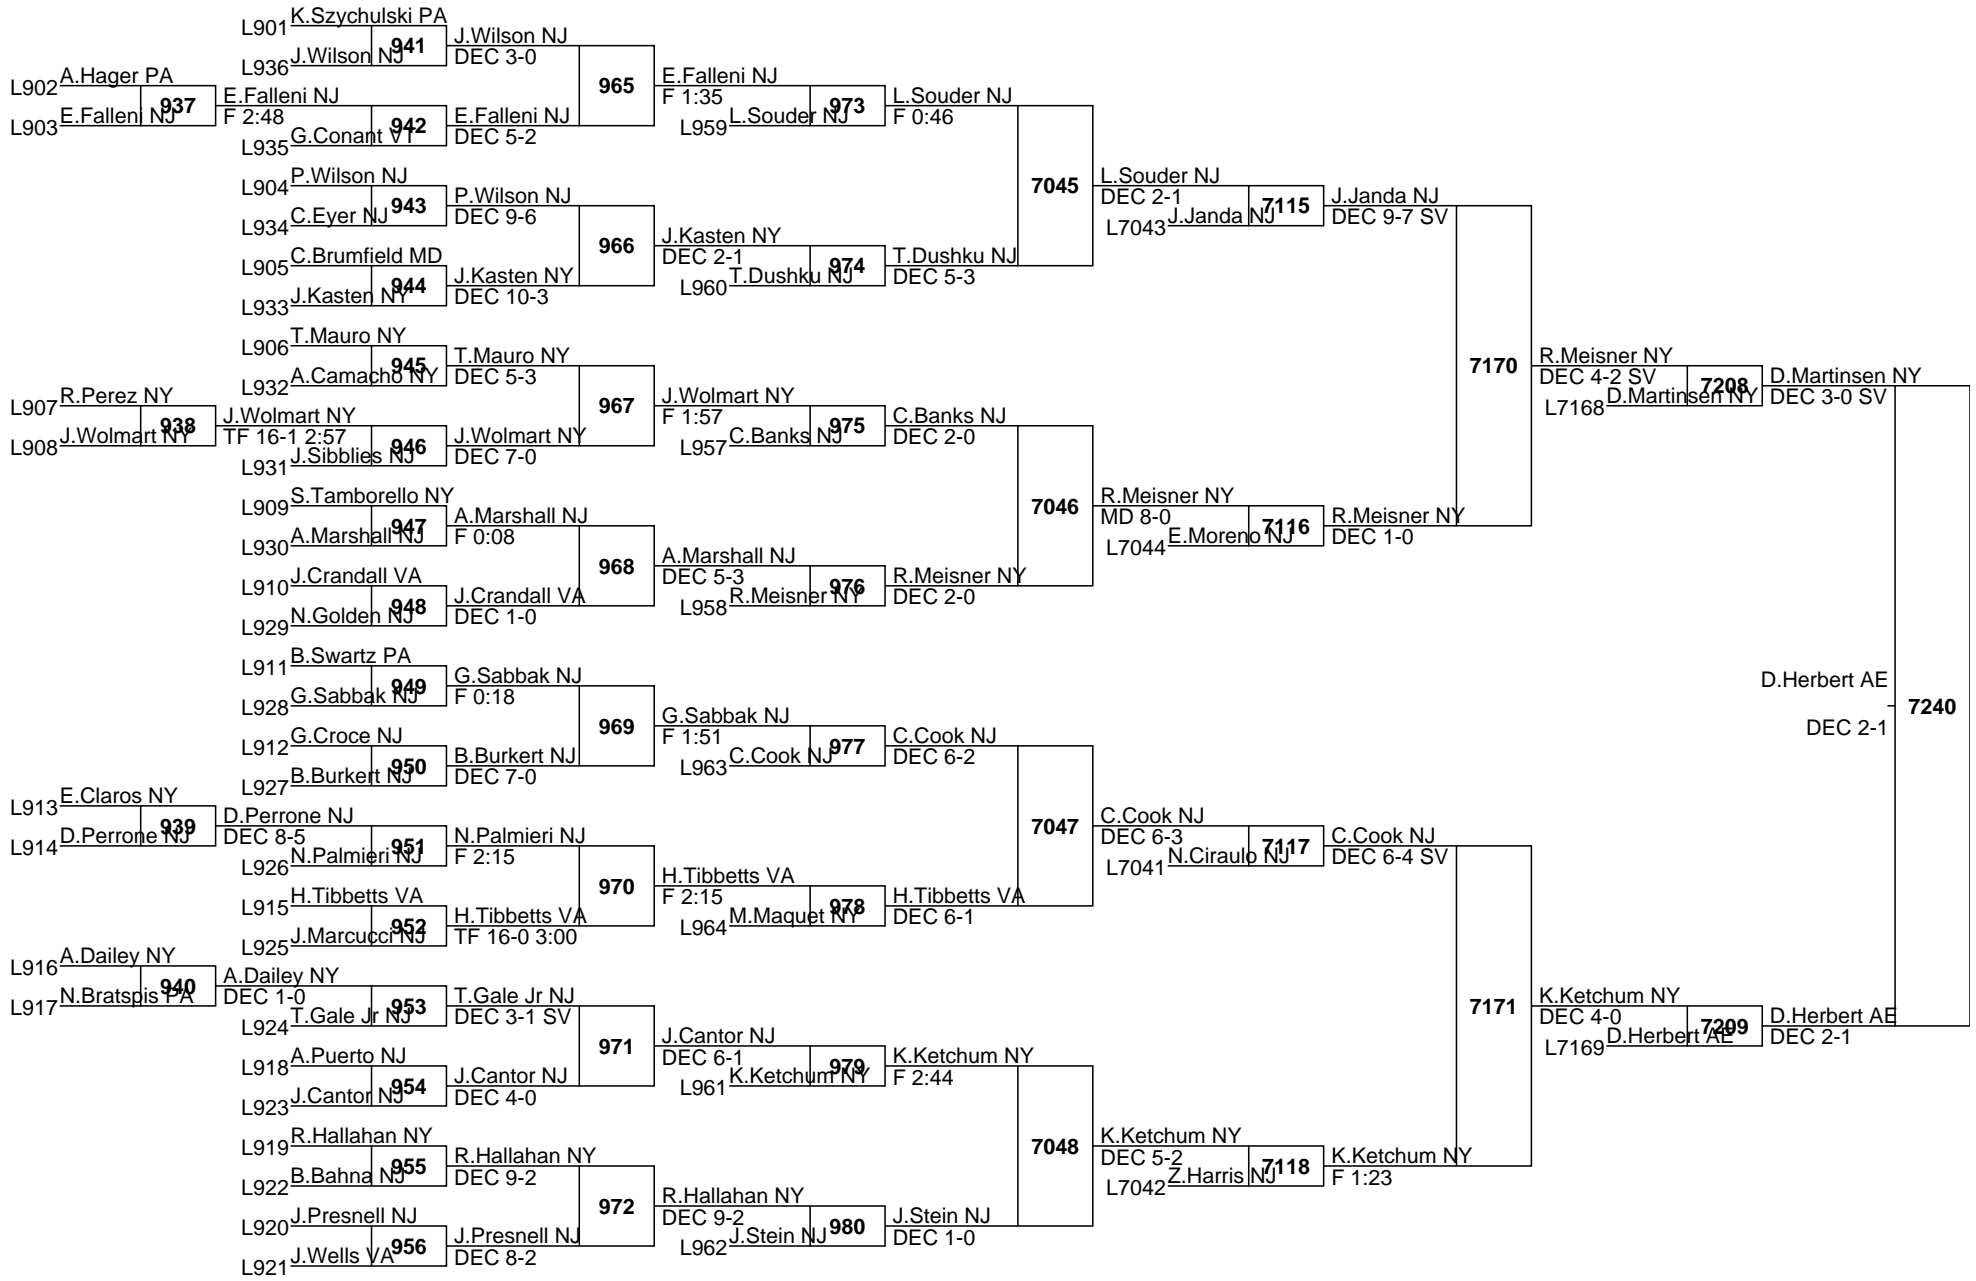 K.Szychulski PA
L901
941
J.Wilson NJ
DEC 3-0
L936
J.Wilson NJ
965
E.Falleni NJ
F 1:35
L902
A.Hager PA
937
E.Falleni NJ
F 2:48
L903
E.Falleni NJ
942
E.Falleni NJ
DEC 5-2
L935
G.Conant VT
L959
L.Souder NJ
973
L.Souder NJ
F 0:46
L904
P.Wilson NJ
943
P.Wilson NJ
DEC 9-6
L934
C.Eyer NJ
966
J.Kasten NY
DEC 2-1
L905
C.Brumfield MD
944
J.Kasten NY
DEC 10-3
L933
J.Kasten NY
L960
T.Dushku NJ
974
T.Dushku NJ
DEC 5-3
7045
L.Souder NJ
DEC 2-1
L7043
J.Janda NJ
7115
J.Janda NJ
DEC 9-7 SV
L906
T.Mauro NY
945
T.Mauro NY
DEC 5-3
L932
A.Camacho NY
967
J.Wolmart NY
F 1:57
L907
R.Perez NY
938
J.Wolmart NY
TF 16-1 2:57
L908
J.Wolmart NY
946
J.Wolmart NY
DEC 7-0
L931
J.Sibblies NJ
L957
C.Banks NJ
975
C.Banks NJ
DEC 2-0
L909
S.Tamborello NY
947
A.Marshall NJ
F 0:08
L930
A.Marshall NJ
968
A.Marshall NJ
DEC 5-3
L910
J.Crandall VA
948
J.Crandall VA
DEC 1-0
L929
N.Golden NJ
L958
R.Meisner NY
976
R.Meisner NY
DEC 2-0
7046
R.Meisner NY
MD 8-0
L7044
E.Moreno NJ
7116
R.Meisner NY
DEC 1-0
7170
R.Meisner NY
DEC 4-2 SV
L7168
D.Martinsen NY
7208
D.Martinsen NY
DEC 3-0 SV
L911
B.Swartz PA
949
G.Sabbak NJ
F 0:18
L928
G.Sabbak NJ
969
G.Sabbak NJ
F 1:51
L912
G.Croce NJ
950
B.Burkert NJ
DEC 7-0
L927
B.Burkert NJ
L963
C.Cook NJ
977
C.Cook NJ
DEC 6-2
D.Herbert AE
DEC 2-1
7240
L913
E.Claros NY
939
D.Perrone NJ
DEC 8-5
L914
D.Perrone NJ
951
N.Palmieri NJ
F 2:15
L926
N.Palmieri NJ
970
H.Tibbetts VA
F 2:15
L915
H.Tibbetts VA
952
H.Tibbetts VA
TF 16-0 3:00
L925
J.Marcucci NJ
L964
M.Maquet NY
978
H.Tibbetts VA
DEC 6-1
7047
C.Cook NJ
DEC 6-3
L7041
N.Ciraulo NJ
7117
C.Cook NJ
DEC 6-4 SV
L916
A.Dailey NY
940
A.Dailey NY
DEC 1-0
L917
N.Bratspis PA
953
T.Gale Jr NJ
DEC 3-1 SV
L924
T.Gale Jr NJ
971
J.Cantor NJ
DEC 6-1
L918
A.Puerto NJ
954
J.Cantor NJ
DEC 4-0
L923
J.Cantor NJ
L961
K.Ketchum NY
979
K.Ketchum NY
F 2:44
L919
R.Hallahan NY
955
R.Hallahan NY
DEC 9-2
L922
B.Bahna NJ
972
R.Hallahan NY
DEC 9-2
L920
J.Presnell NJ
956
J.Presnell NJ
DEC 8-2
L921
J.Wells VA
L962
J.Stein NJ
980
J.Stein NJ
DEC 1-0
7048
K.Ketchum NY
DEC 5-2
L7042
Z.Harris NJ
7118
K.Ketchum NY
F 1:23
7171
K.Ketchum NY
DEC 4-0
L7169
D.Herbert AE
7209
D.Herbert AE
DEC 2-1